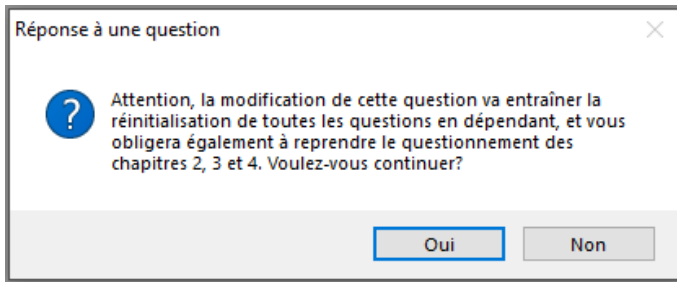 Réponse à une question
Attention, la modification de cette question va entraîner la
réinitialisation de toutes les questions en dépendant, et vous
obligera également à reprendre le questionnement des
chapitres 2, 3 et 4. Voulez-vous continuer?
Oui
Non